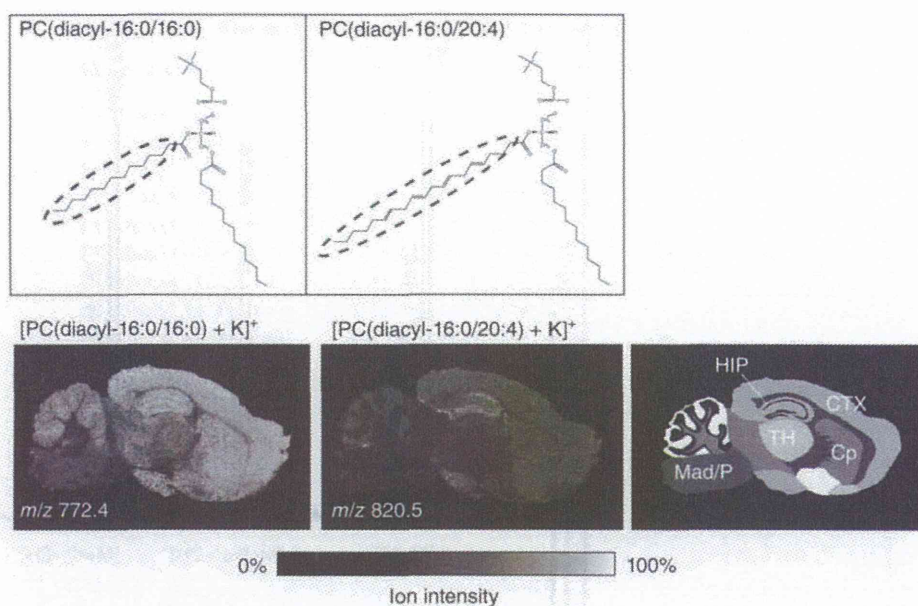 PC(diacyl-16:0/16:0)
PC(diacyl-16:0/20:4)
[PC(diacyl-16:0/16:0) + K]⁺
[PC(diacyl-16:0/20:4) + K]⁺
m/z 772.4
m/z 820.5
HIP
CTX
TH
Cp
Mad/P
0%
100%
Ion intensity